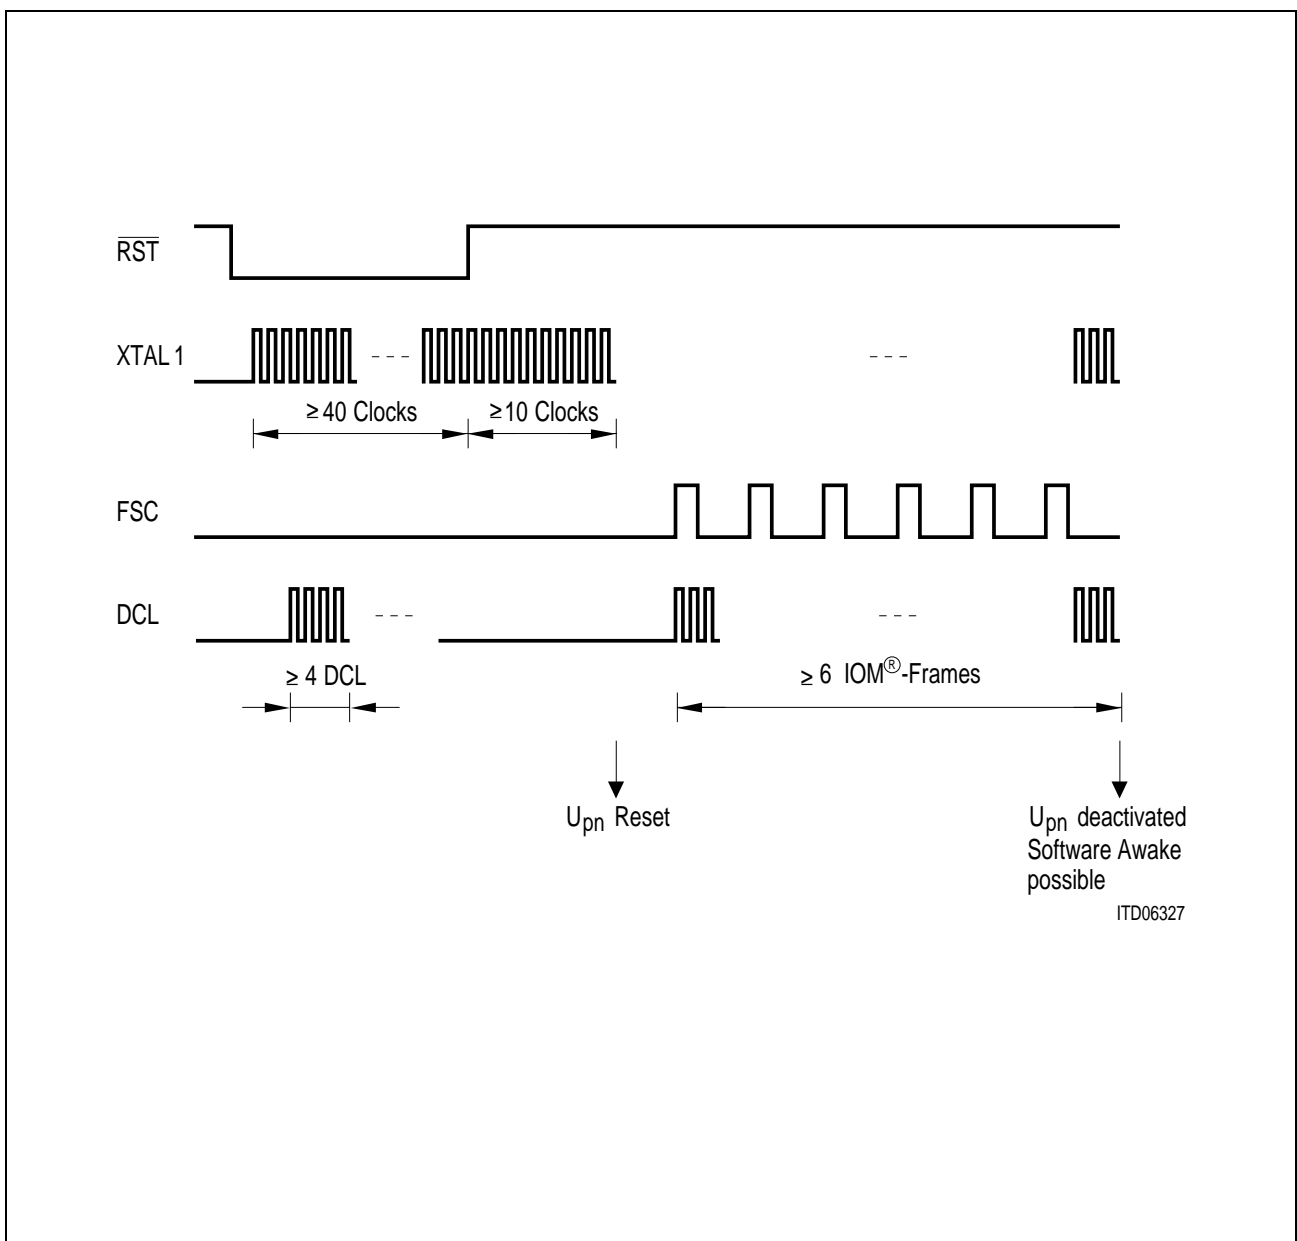 RST
XTAL 1
≥ 40 Clocks
≥10 Clocks
FSC
DCL
≥ 4 DCL
≥ 6 IOM®-Frames
Upn Reset
Upn deactivated
Software Awake
possible
ITD06327